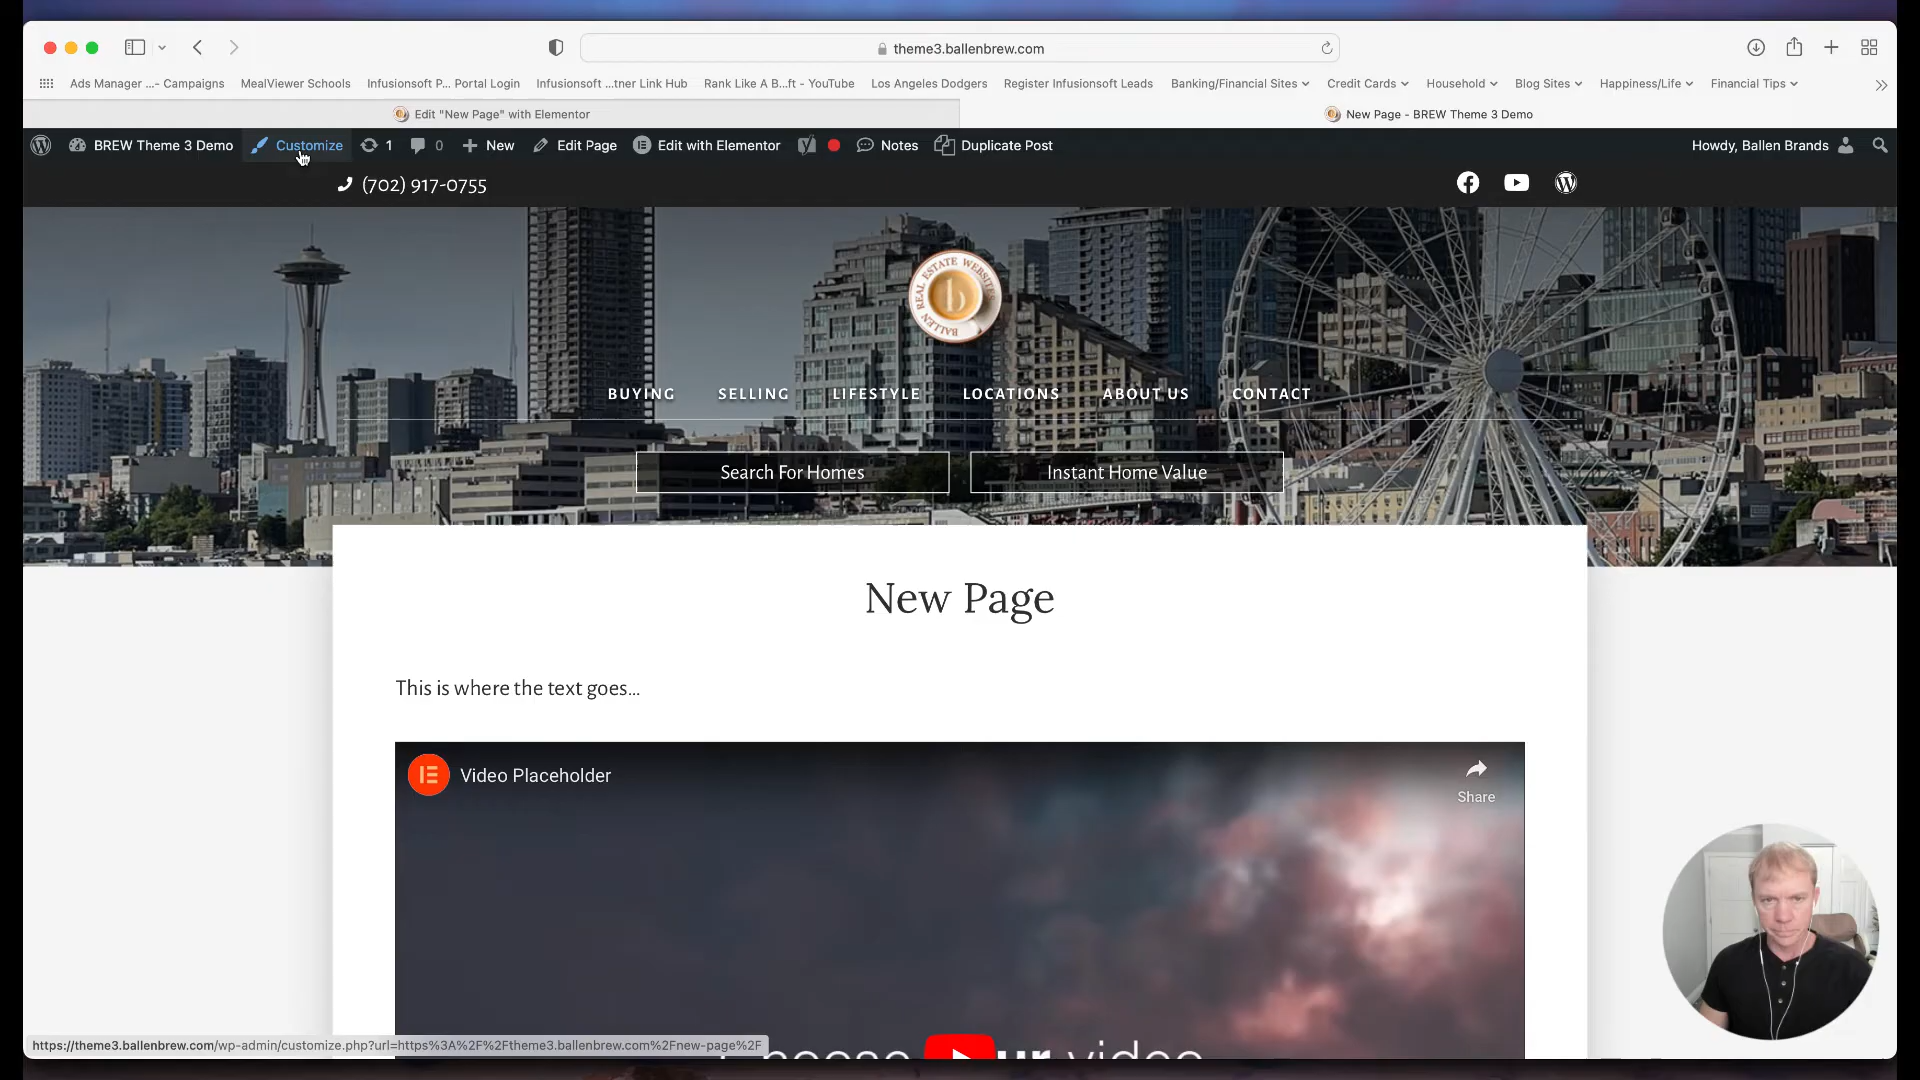 theme3.ballenbrew.com
Ads Manager ...- Campaigns
MealViewer Schools
Infusionsoft P... Portal Login
Infusionsoft ...tner Link Hub
Rank Like A B...ft - YouTube
Los Angeles Dodgers
Register Infusionsoft Leads
Banking/Financial Sites
Credit Cards
Household
Blog Sites
Happiness/Life
Financial Tips
Edit "New Page" with Elementor
New Page - BREW Theme 3 Demo
BREW Theme 3 Demo
Customize
1
0
New
Edit Page
Edit with Elementor
Notes
Duplicate Post
Howdy, Ballen Brands
(702) 917-0755
REAL ESTATE WEBSITES
b
BALLEN
BUYING
SELLING
LIFESTYLE
LOCATIONS
ABOUT US
CONTACT
Search For Homes
Instant Home Value
New Page
This is where the text goes...
Video Placeholder
Share
video
https://theme3.ballenbrew.com/wp-admin/customize.php?url=https%3A%2F%2Ftheme3.ballenbrew.com%2Fnew-page%2F